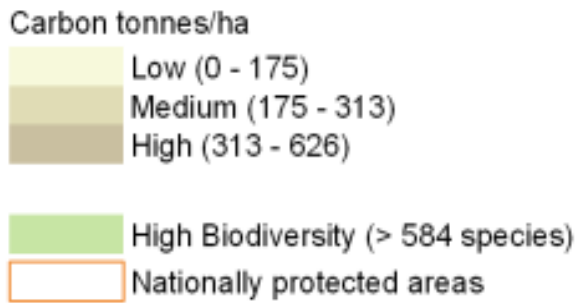 Carbon tonnes/ha
Low (0 - 175)
Medium (175 - 313)
High (313 - 626)
High Biodiversity (> 584 species)
Nationally protected areas